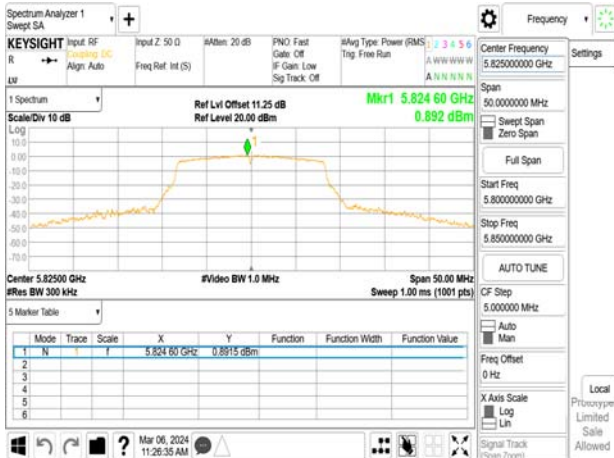 Spectrum Analyzer 1
Swept SA
Frequency
KEYSIGHT
R
LXI
Input: RF
Coupling: DC
Align: Auto
Input Z: 50 Ω
Freq Ref: Int (S)
#Atten: 20 dB
PNO: Fast
Gate: Off
IF Gain: Low
Sig Track: Off
#Avg Type: Power (RMS
Trig: Free Run
1 2 3 4 5 6
A W W W W W
A N N N N N
Center Frequency
5.825000000 GHz
Settings
1 Spectrum
Scale/Div 10 dB
Ref Lvl Offset 11.25 dB
Ref Level 20.00 dBm
Mkr1 5.824 60 GHz
0.892 dBm
Span
50.0000000 MHz
Swept Span
Zero Span
Full Span
Start Freq
5.800000000 GHz
Stop Freq
5.850000000 GHz
AUTO TUNE
CF Step
5.000000 MHz
Auto
Man
Freq Offset
0 Hz
X Axis Scale
Log
Lin
Signal Track
(Span Zoom)
Log
10.0
0.00
-10.0
-20.0
-30.0
-40.0
-50.0
-60.0
-70.0
1
Center 5.82500 GHz
#Res BW 300 kHz
#Video BW 1.0 MHz
Span 50.00 MHz
Sweep 1.00 ms (1001 pts)
5 Marker Table
Mode Trace Scale X Y Function Function Width Function Value
1 N 1 f 5.824 60 GHz 0.8915 dBm
2
3
4
5
6
Local
Prototype
Limited
Sale
Allowed
?
Mar 06, 2024
11:26:35 AM